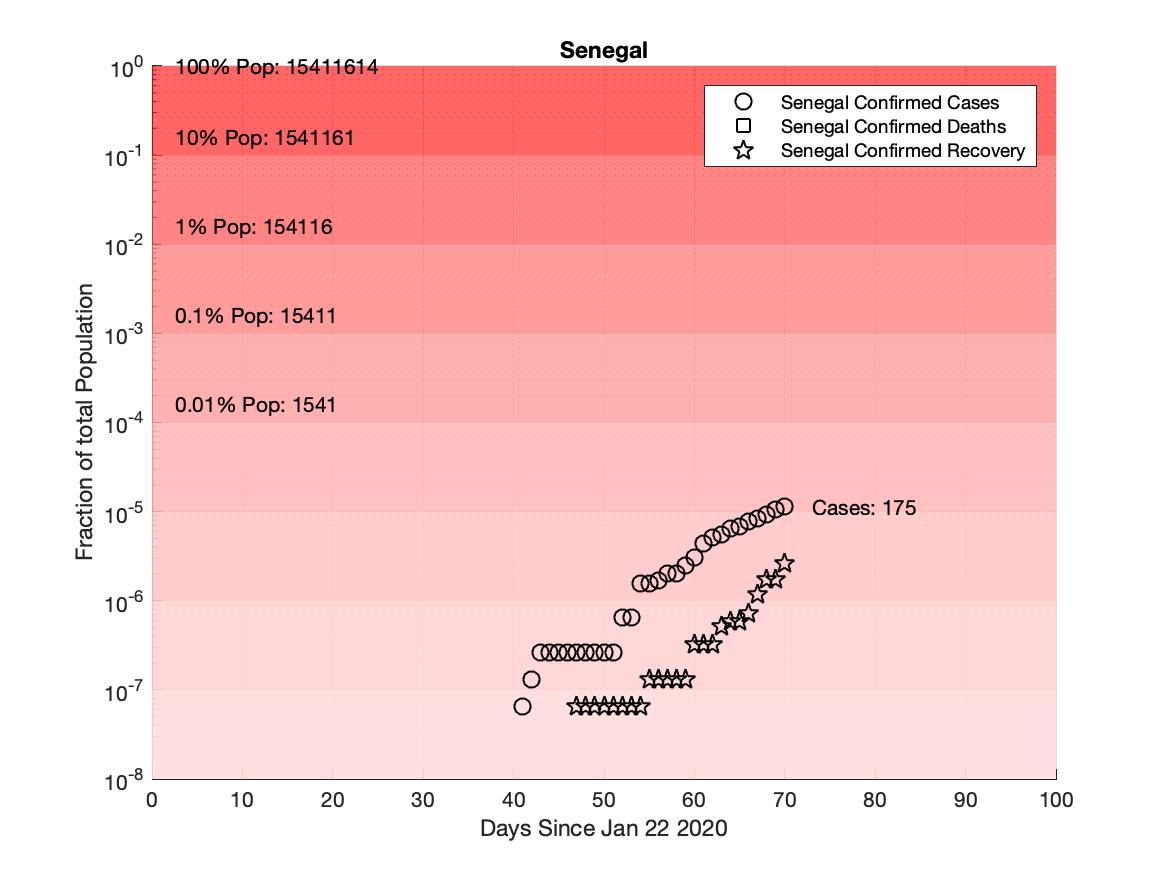 Senegal
10^0
100% Pop: 15411614
Senegal Confirmed Cases
Senegal Confirmed Deaths
Senegal Confirmed Recovery
10% Pop: 1541161
10^-1
1% Pop: 154116
10^-2
0.1% Pop: 15411
10^-3
0.01% Pop: 1541
10^-4
10^-5
Cases: 175
10^-6
10^-7
10^-8
Fraction of total Population
0 10 20 30 40 50 60 70 80 90 100
Days Since Jan 22 2020